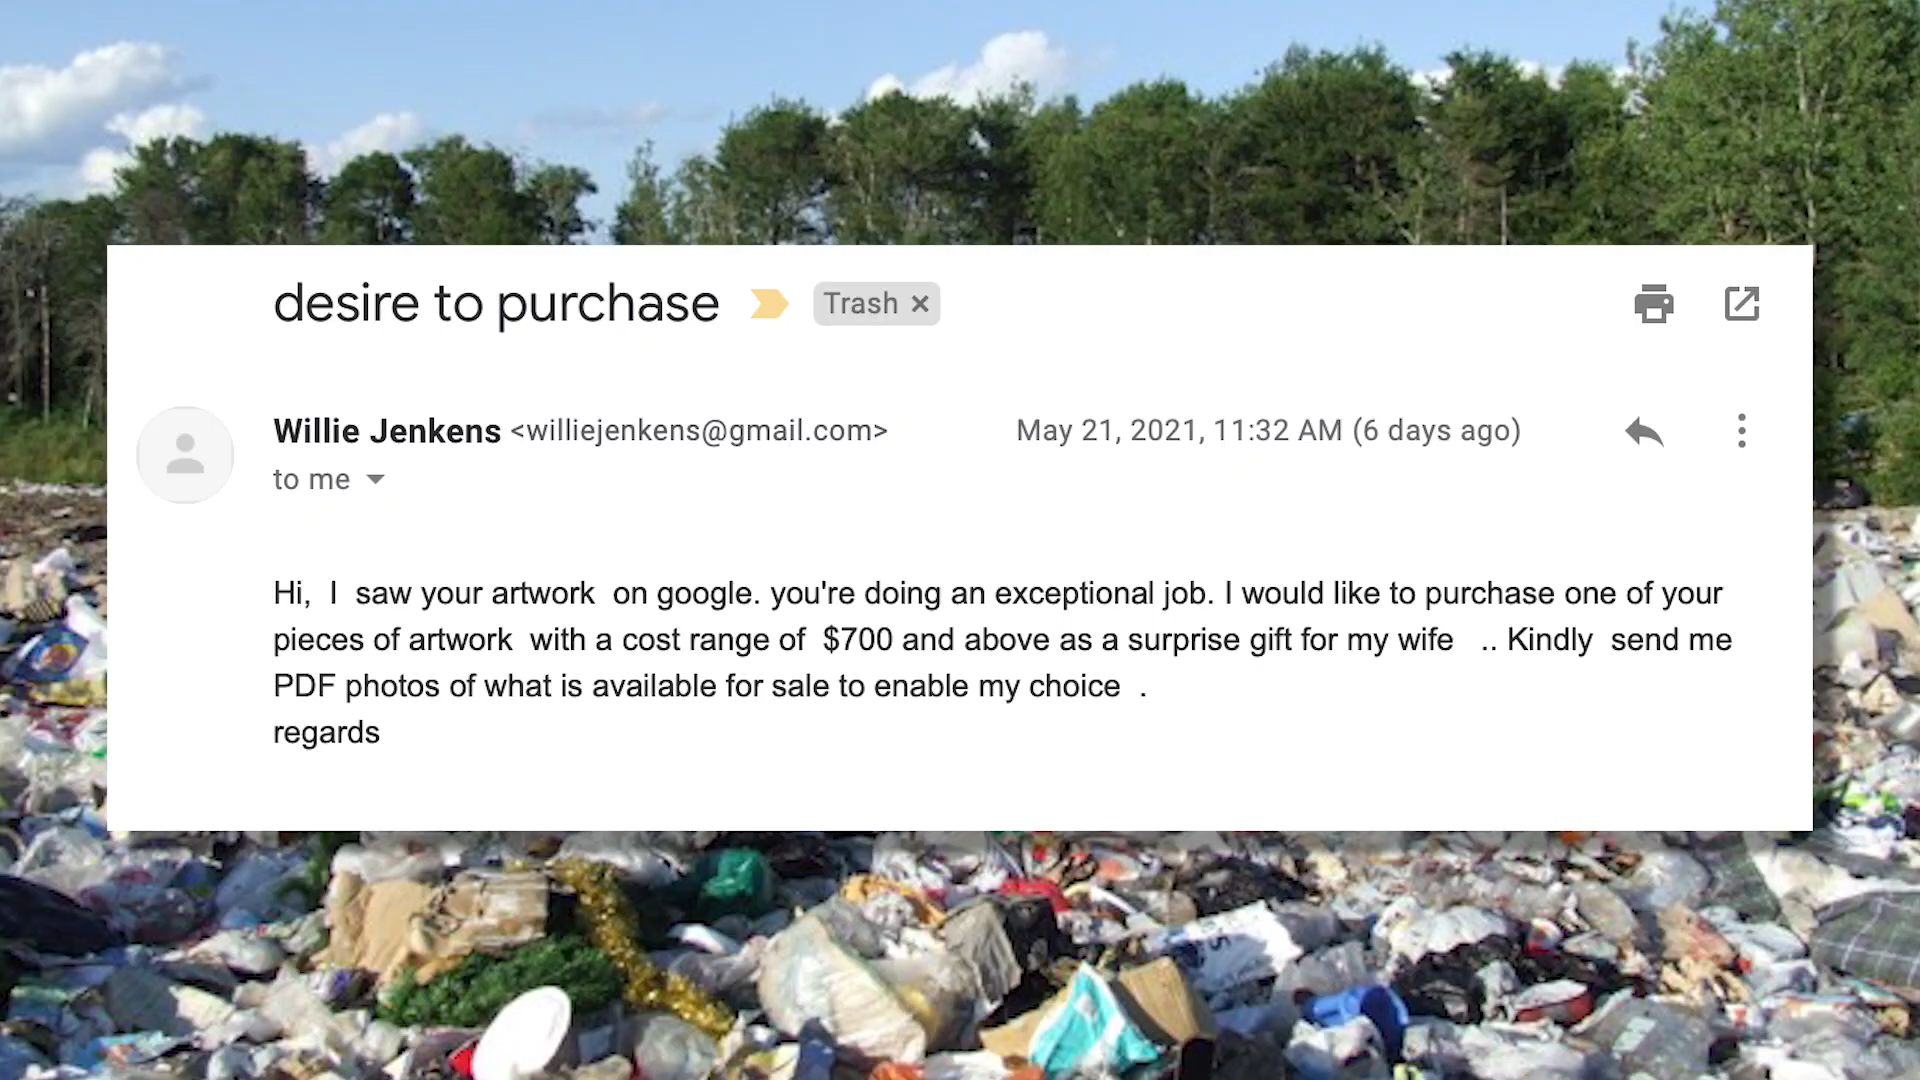 desire to purchase Trash ×
Willie Jenkens <williejenkens@gmail.com> May 21, 2021, 11:32 AM (6 days ago)
to me
Hi,  I  saw your artwork  on google. you're doing an exceptional job. I would like to purchase one of your
pieces of artwork  with a cost range of  $700 and above as a surprise gift for my wife   .. Kindly  send me
PDF photos of what is available for sale to enable my choice  .
regards